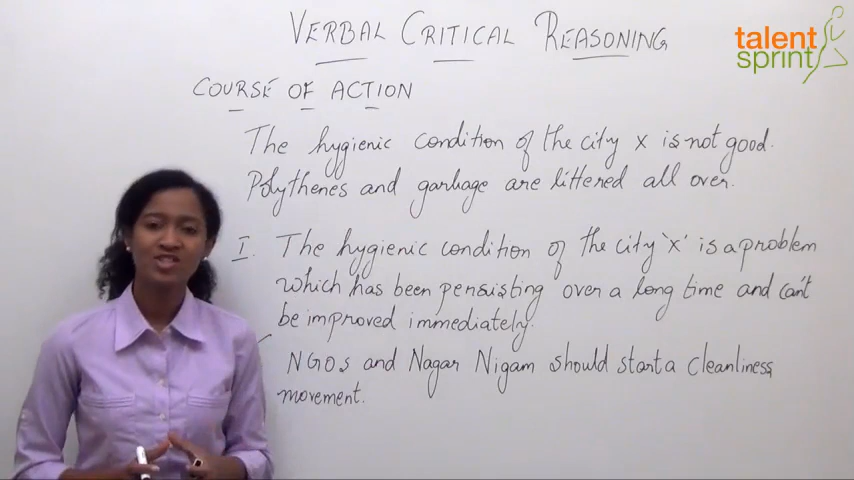 VERBAL CRITICAL REASONING
talent
sprint
COURSE OF ACTION
The hygienic condition of the city x is not good.
Polythenes and garbage are littered all over.
I. The hygienic condition of the city 'x' is a problem
which has been persisting over a long time and can't
be improved immediately.
NGOs and Nagar Nigam should start a cleanliness
movement.